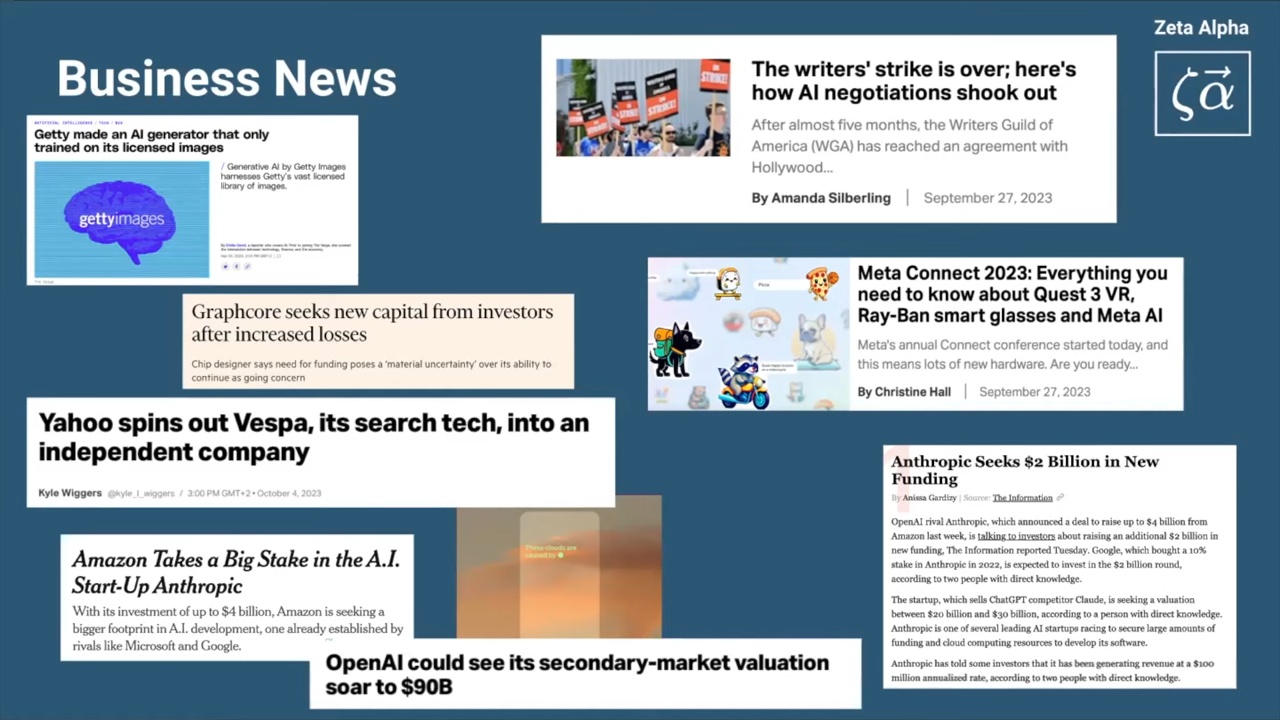 Zeta Alpha
ζα
Business News
ARTIFICIAL INTELLIGENCE / TECH / WEB
Getty made an AI generator that only
trained on its licensed images
/ Generative AI by Getty Images
harnesses Getty's vast licensed
library of images.
gettyimages
The writers' strike is over; here's
how AI negotiations shook out
After almost five months, the Writers Guild of
America (WGA) has reached an agreement with
Hollywood...
By Amanda Silberling | September 27, 2023
STRIKE!
Meta Connect 2023: Everything you
need to know about Quest 3 VR,
Ray-Ban smart glasses and Meta AI
Meta's annual Connect conference started today, and
this means lots of new hardware. Are you ready...
By Christine Hall | September 27, 2023
Pizza
Graphcore seeks new capital from investors
after increased losses
Chip designer says need for funding poses a 'material uncertainty' over its ability to
continue as going concern
Yahoo spins out Vespa, its search tech, into an
independent company
Kyle Wiggers @kyle_l_wiggers / 3:00 PM GMT+2 • October 4, 2023
Amazon Takes a Big Stake in the A.I.
Start-Up Anthropic
With its investment of up to $4 billion, Amazon is seeking a
bigger footprint in A.I. development, one already established by
rivals like Microsoft and Google.
These clouds are
caused by
OpenAI could see its secondary-market valuation
soar to $90B
Anthropic Seeks $2 Billion in New
Funding
By Anissa Gardizy | Source: The Information
OpenAI rival Anthropic, which announced a deal to raise up to $4 billion from
Amazon last week, is talking to investors about raising an additional $2 billion in
new funding, The Information reported Tuesday. Google, which bought a 10%
stake in Anthropic in 2022, is expected to invest in the $2 billion round,
according to two people with direct knowledge.
The startup, which sells ChatGPT competitor Claude, is seeking a valuation
between $20 billion and $30 billion, according to a person with direct knowledge.
Anthropic is one of several leading AI startups racing to secure large amounts of
funding and cloud computing resources to develop its software.
Anthropic has told some investors that it has been generating revenue at a $100
million annualized rate, according to two people with direct knowledge.